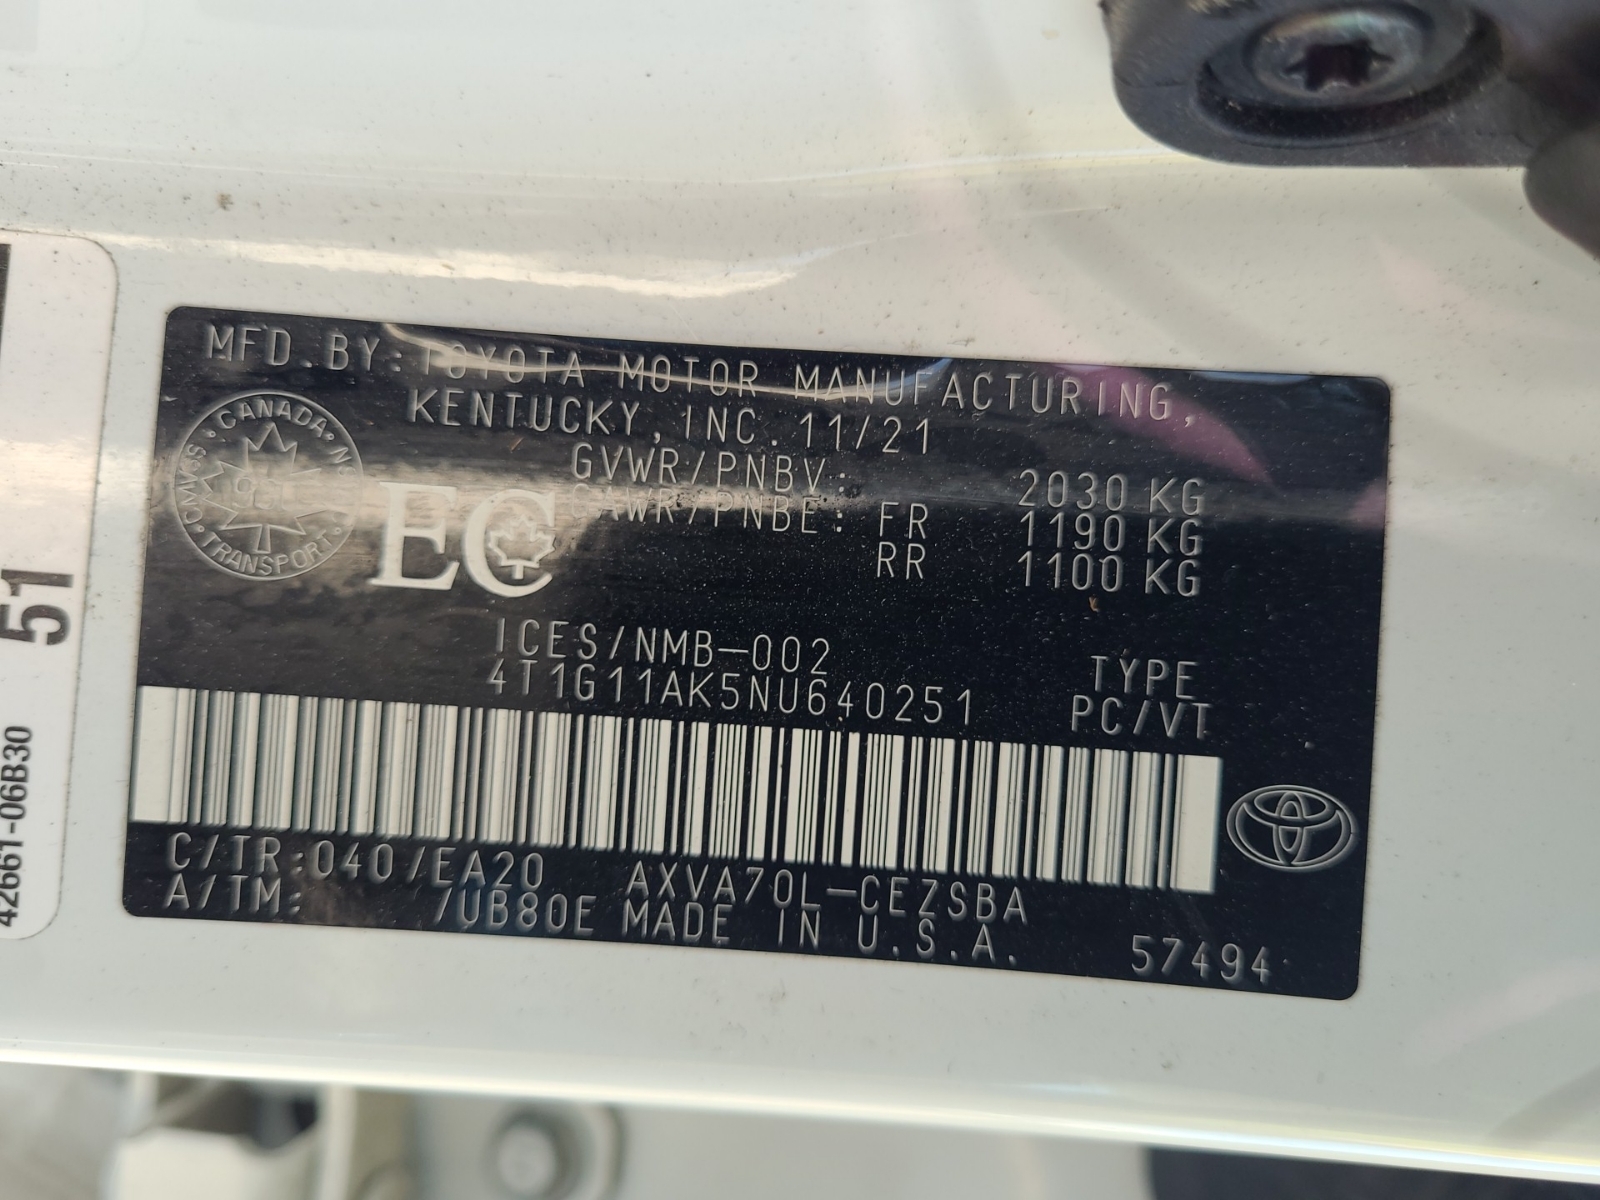 MFD.BY:TOYOTA MOTOR MANUFACTURING,
KENTUCKY, INC. 11/21
GVWR/PNBV: 2030 KG
GAWR/PNBE: FR 1190 KG
RR 1100 KG
CANADA
TRANSPORT
EC
ICES/NMB-002
4T1G11AK5NU640251
TYPE
PC/VT
C/TR:040/EA20 AXVA70L-CEZSBA
A/TM: /UB80E MADE IN U.S.A.
57494
51
42661-06B30